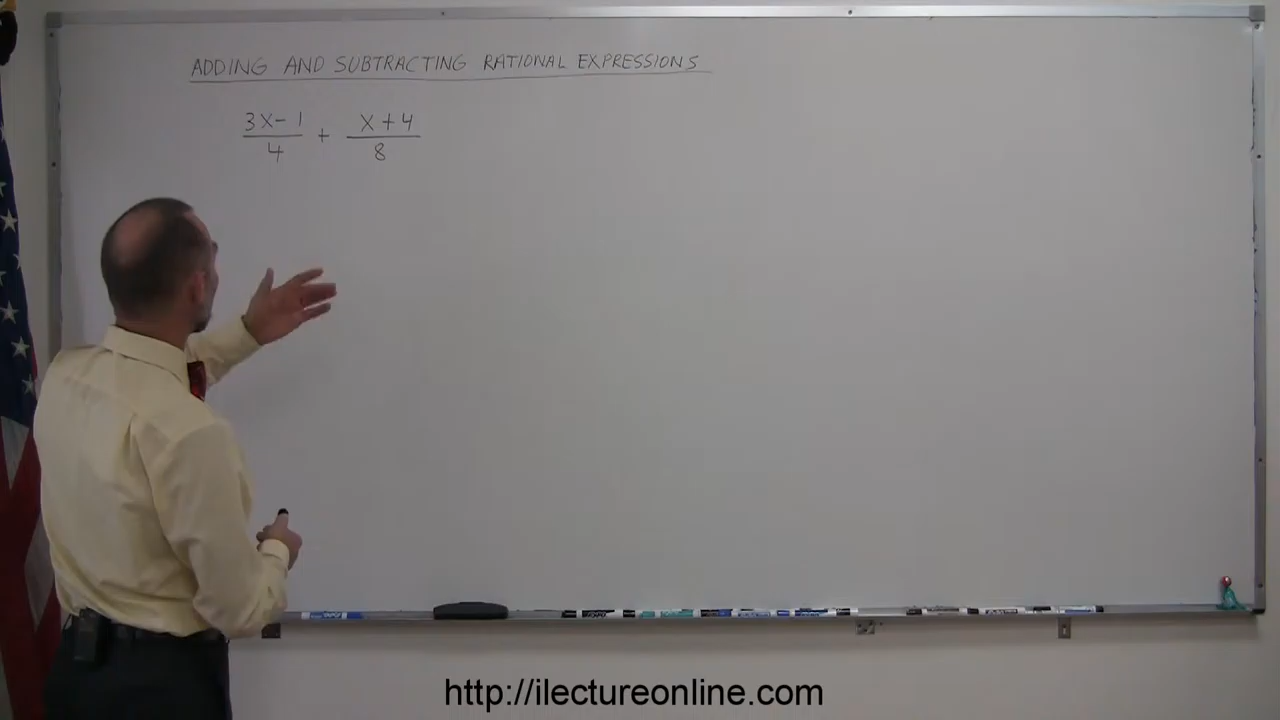 ADDING AND SUBTRACTING RATIONAL EXPRESSIONS
3x-1 x+4
+
4 8
http://ilectureonline.com